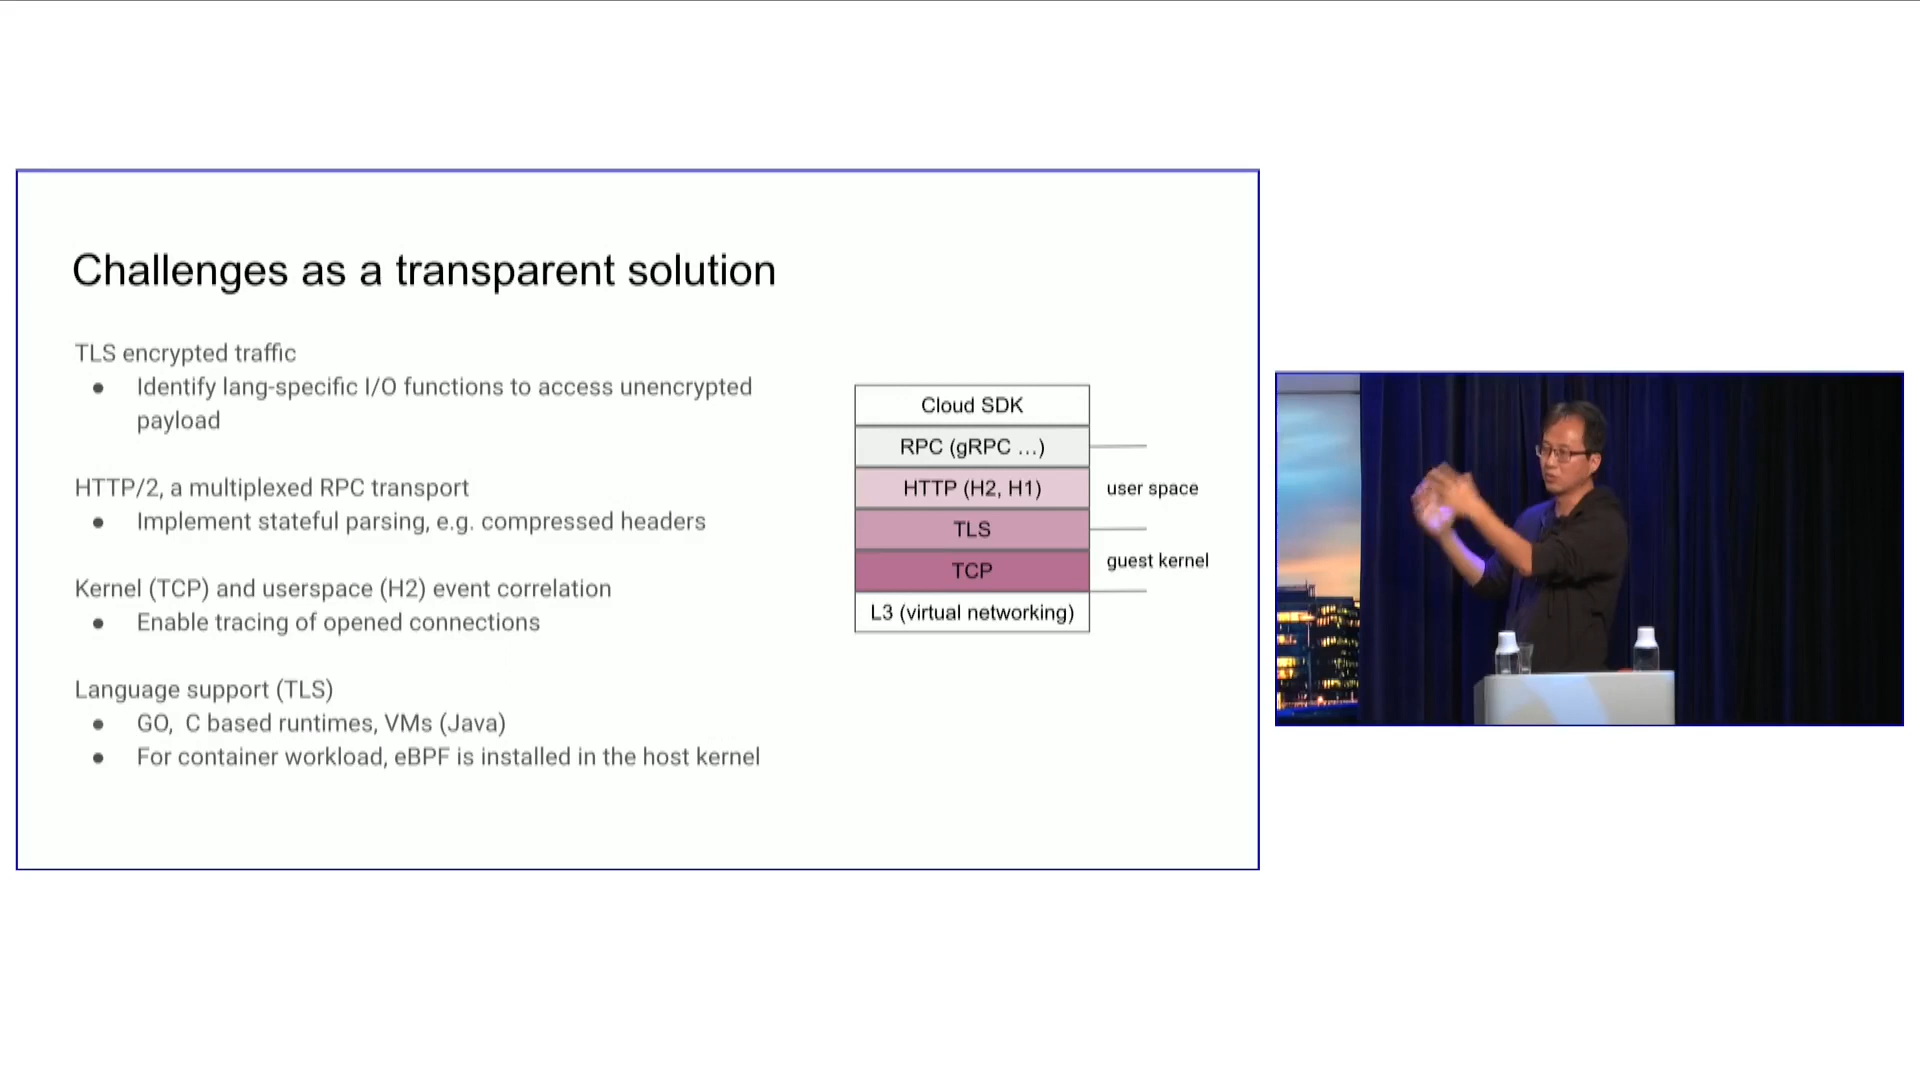 Challenges as a transparent solution
TLS encrypted traffic
● Identify lang-specific I/O functions to access unencrypted
payload
HTTP/2, a multiplexed RPC transport
● Implement stateful parsing, e.g. compressed headers
Kernel (TCP) and userspace (H2) event correlation
● Enable tracing of opened connections
Language support (TLS)
● GO, C based runtimes, VMs (Java)
● For container workload, eBPF is installed in the host kernel
Cloud SDK
RPC (gRPC ...)
HTTP (H2, H1)
user space
TLS
guest kernel
TCP
L3 (virtual networking)